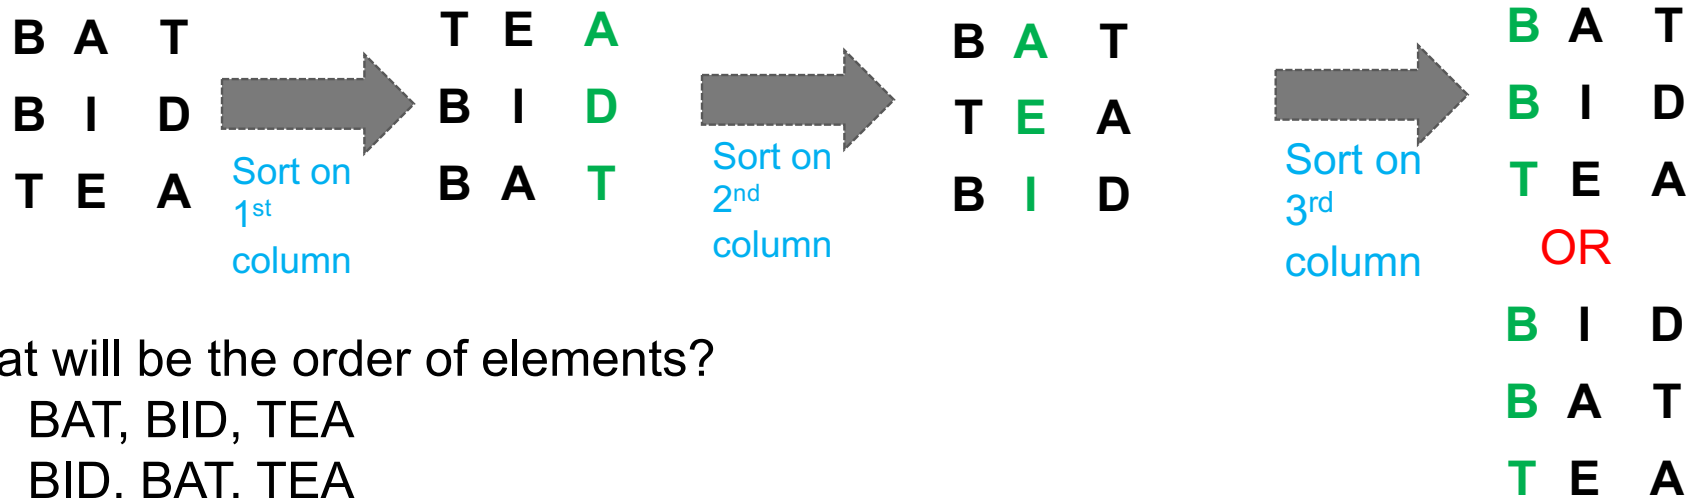 B A T
B I D
T E A
Sort on
1st
column
T E A
B I D
B A T
Sort on
2nd
column
B A T
T E A
B I D
Sort on
3rd
column
B A T
B I D
T E A
OR
B I D
B A T
T E A
will be the order of elements?
BAT, BID, TEA
BID, BAT, TEA